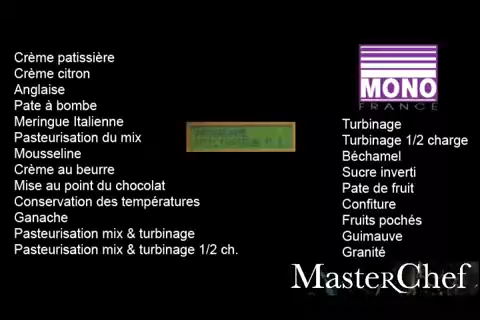 Crème patissière
Crème citron
Anglaise
Pate à bombe
Meringue Italienne
Pasteurisation du mix
Mousseline
Crème au beurre
Mise au point du chocolat
Conservation des températures
Ganache
Pasteurisation mix & turbinage
Pasteurisation mix & turbinage 1/2 ch.
MONO
FRANCE
Turbinage
Turbinage 1/2 charge
Béchamel
Sucre inverti
Pate de fruit
Confiture
Fruits pochés
Guimauve
Granité
MasterChef